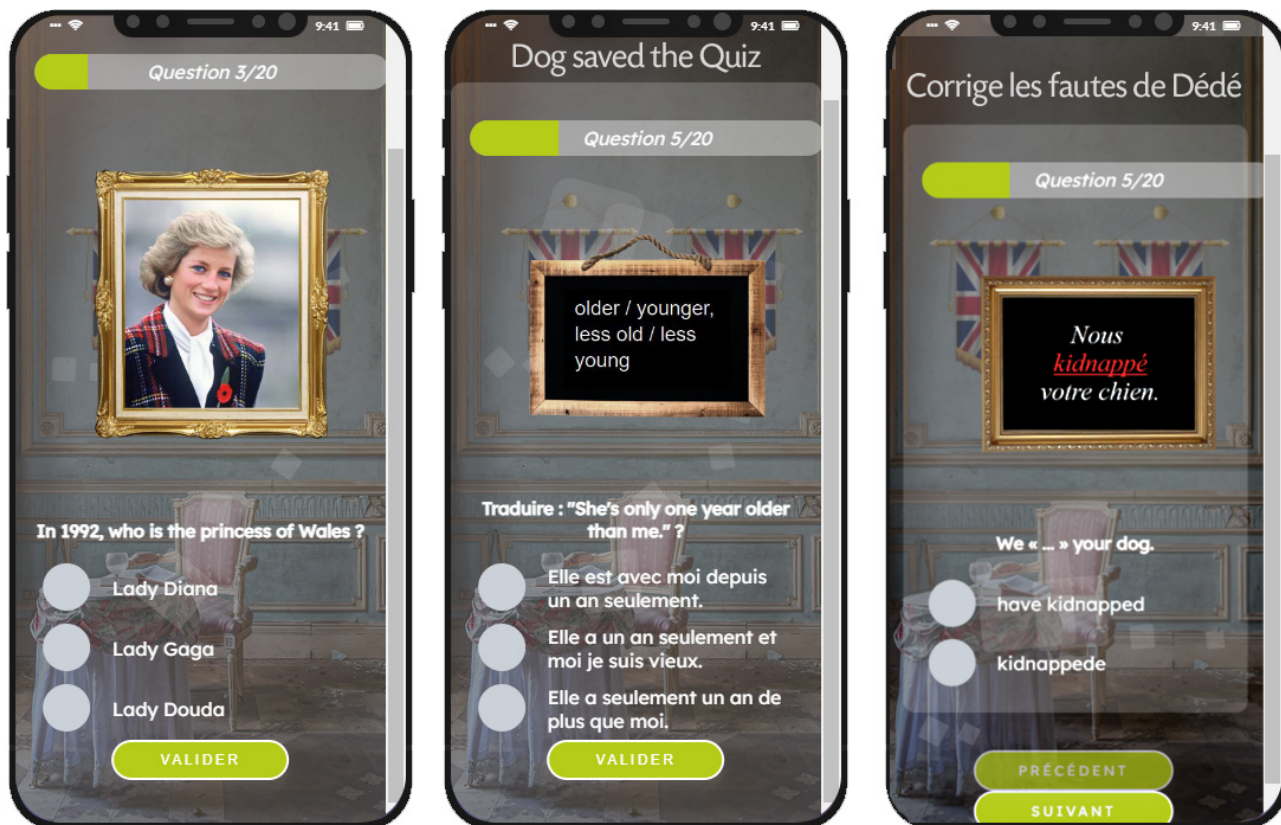 9:41
Question 3/20
In 1992, who is the princess of Wales ?
Lady Diana
Lady Gaga
Lady Douda
VALIDER
9:41
Dog saved the Quiz
Question 5/20
older / younger,
less old / less
young
Traduire : "She's only one year older
than me." ?
Elle est avec moi depuis
un an seulement.
Elle a un an seulement et
moi je suis vieux.
Elle a seulement un an de
plus que moi.
VALIDER
9:41
Corrige les fautes de Dédé
Question 5/20
Nous
kidnappé
votre chien.
We « ... » your dog.
have kidnapped
kidnappede
PRÉCÉDENT
SUIVANT